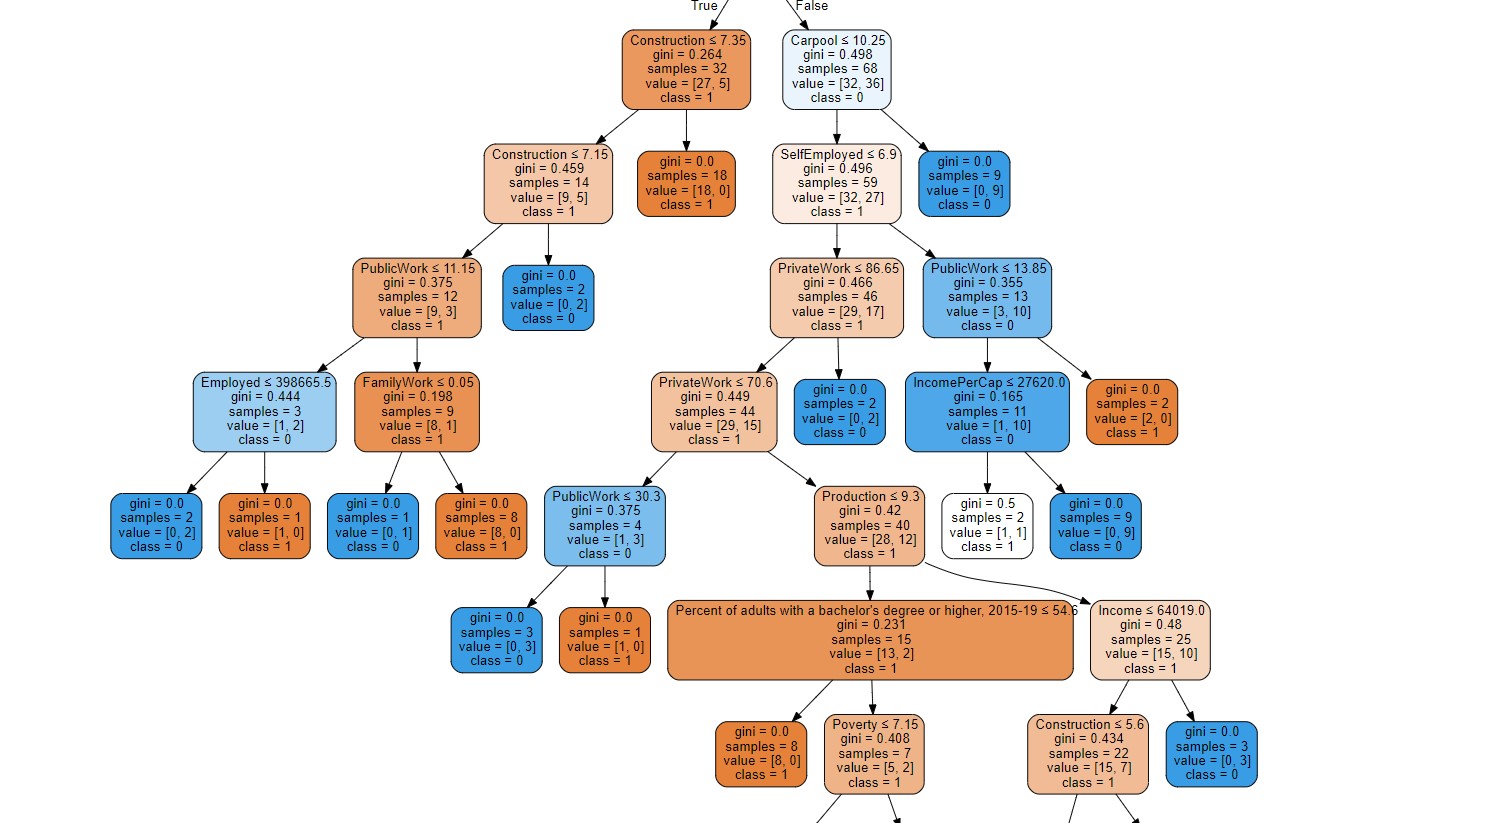 True
False
Construction ≤ 7.35
gini = 0.264
samples = 32
value = [27, 5]
class = 1
Carpool ≤ 10.25
gini = 0.498
samples = 68
value = [32, 36]
class = 0
Construction ≤ 7.15
gini = 0.459
samples = 14
value = [9, 5]
class = 1
gini = 0.0
samples = 18
value = [18, 0]
class = 1
SelfEmployed ≤ 6.9
gini = 0.496
samples = 59
value = [32, 27]
class = 1
gini = 0.0
samples = 9
value = [0, 9]
class = 0
PublicWork ≤ 11.15
gini = 0.375
samples = 12
value = [9, 3]
class = 1
gini = 0.0
samples = 2
value = [0, 2]
class = 0
PrivateWork ≤ 86.65
gini = 0.466
samples = 46
value = [29, 17]
class = 1
PublicWork ≤ 13.85
gini = 0.355
samples = 13
value = [3, 10]
class = 0
Employed ≤ 398665.5
gini = 0.444
samples = 3
value = [1, 2]
class = 0
FamilyWork ≤ 0.05
gini = 0.198
samples = 9
value = [8, 1]
class = 1
PrivateWork ≤ 70.6
gini = 0.449
samples = 44
value = [29, 15]
class = 1
gini = 0.0
samples = 2
value = [0, 2]
class = 0
IncomePerCap ≤ 27620.0
gini = 0.165
samples = 11
value = [1, 10]
class = 0
gini = 0.0
samples = 2
value = [2, 0]
class = 1
gini = 0.0
samples = 2
value = [0, 2]
class = 0
gini = 0.0
samples = 1
value = [1, 0]
class = 1
gini = 0.0
samples = 1
value = [0, 1]
class = 0
gini = 0.0
samples = 8
value = [8, 0]
class = 1
PublicWork ≤ 30.3
gini = 0.375
samples = 4
value = [1, 3]
class = 0
Production ≤ 9.3
gini = 0.42
samples = 40
value = [28, 12]
class = 1
gini = 0.5
samples = 2
value = [1, 1]
class = 1
gini = 0.0
samples = 9
value = [0, 9]
class = 0
gini = 0.0
samples = 3
value = [0, 3]
class = 0
gini = 0.0
samples = 1
value = [1, 0]
class = 1
Percent of adults with a bachelor's degree or higher, 2015-19 ≤ 54.6
gini = 0.231
samples = 15
value = [13, 2]
class = 1
Income ≤ 64019.0
gini = 0.48
samples = 25
value = [15, 10]
class = 1
gini = 0.0
samples = 8
value = [8, 0]
class = 1
Poverty ≤ 7.15
gini = 0.408
samples = 7
value = [5, 2]
class = 1
Construction ≤ 5.6
gini = 0.434
samples = 22
value = [15, 7]
class = 1
gini = 0.0
samples = 3
value = [0, 3]
class = 0